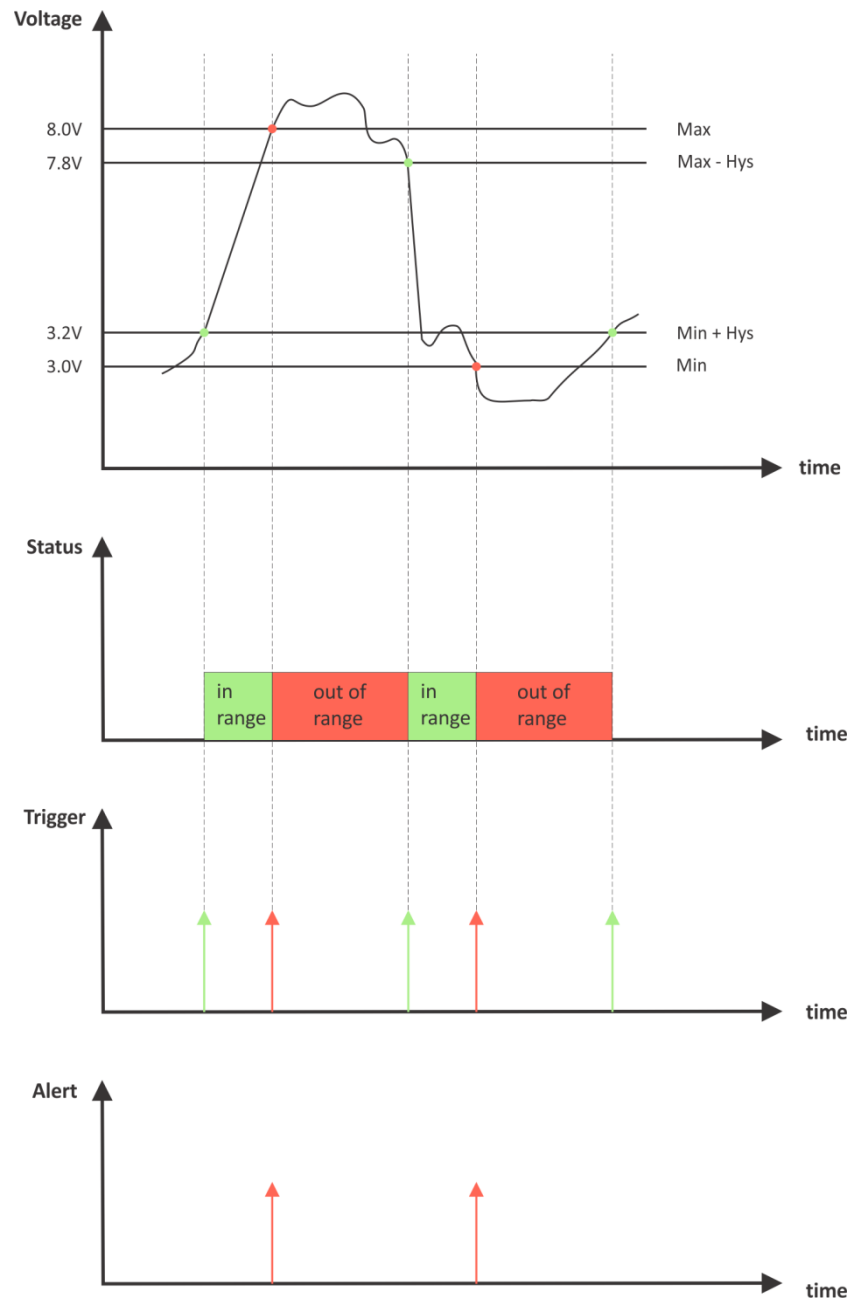 Voltage
8.0V
Max
7.8V
Max - Hys
3.2V
Min + Hys
3.0V
Min
time
Status
in
range
out of
range
in
range
out of
range
time
Trigger
time
Alert
time